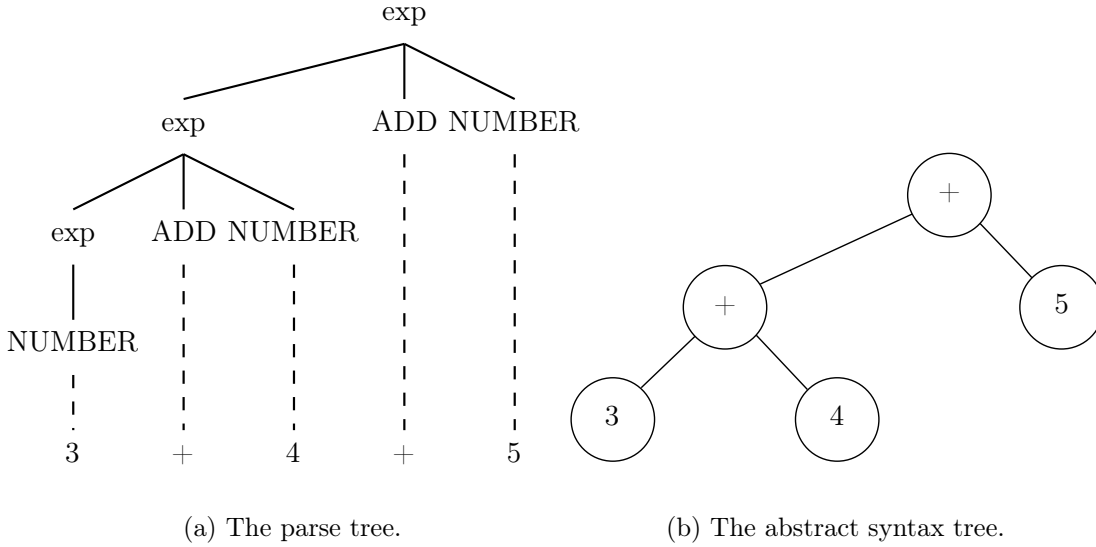 exp
exp ADD NUMBER
+
exp ADD NUMBER
+ 5
NUMBER
3 4
3 + 4 + 5
(a) The parse tree. (b) The abstract syntax tree.